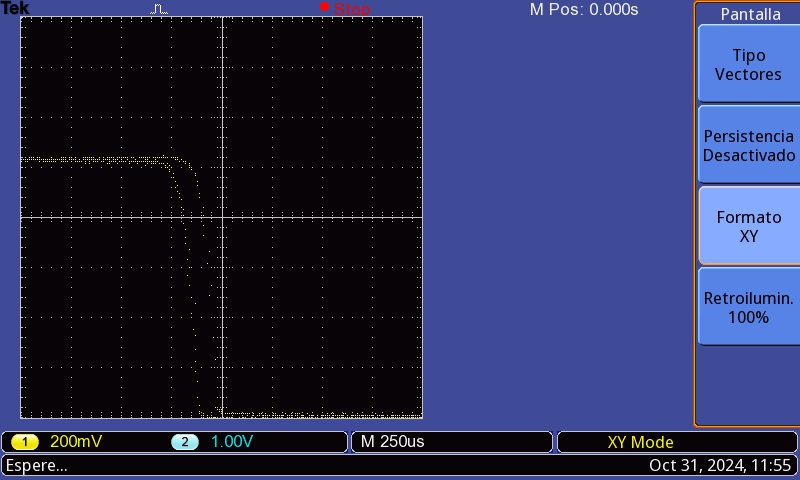 Tek
Stop
M Pos: 0.000s
Pantalla
Tipo
Vectores
Persistencia
Desactivado
Formato
XY
Retroilumin.
100%
1 200mV 2 1.00V M 250us XY Mode
Espere... Oct 31, 2024, 11:55